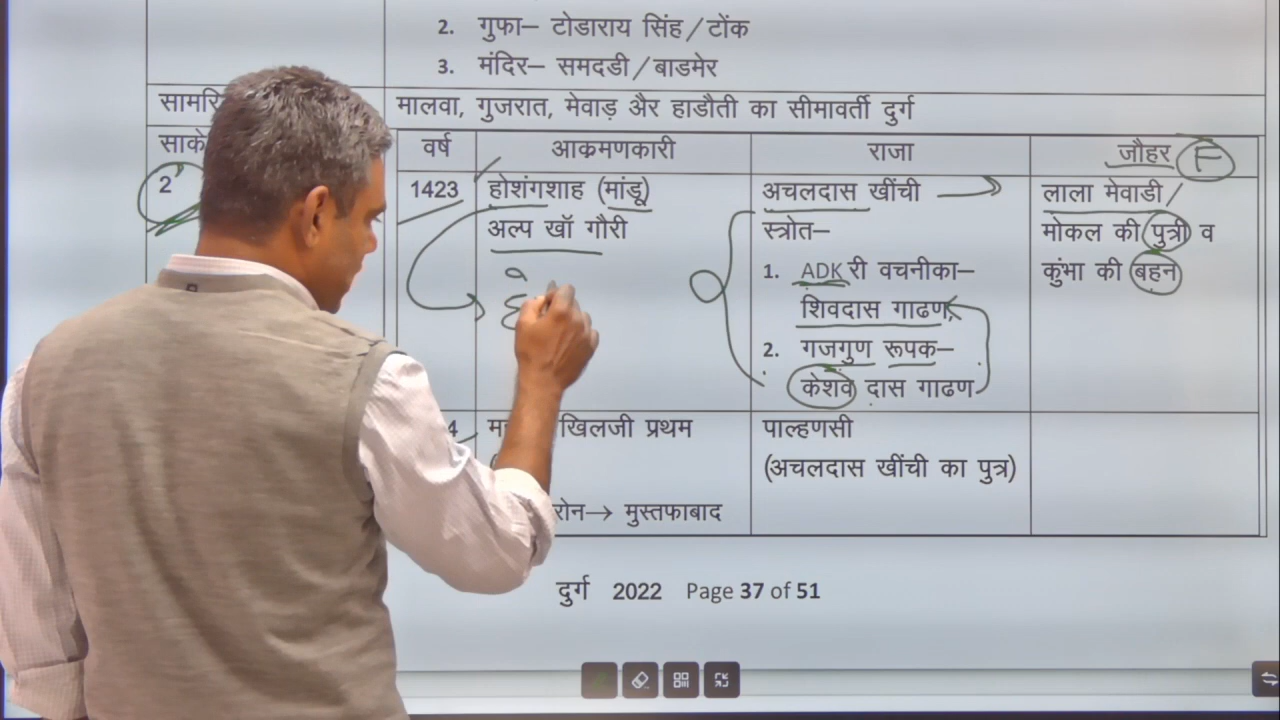 2. गुफा– टोडाराय सिंह/टोंक
3. मंदिर– समदडी/बाडमेर
मालवा, गुजरात, मेवाड़ अैर हाडौती का सीमावर्ती दुर्ग
वर्ष आक्रमणकारी राजा जौहर F
2 1423 होशंगशाह (मांडू) अचलदास खींची लाला मेवाडी/
अल्प खॉ गौरी स्त्रोत– मोकल की पुत्री व
1. ADK री वचनीका– कुंभा की बहन
शिवदास गाढण
2. गजगुण रूपक–
केशव दास गाढण
खिलजी प्रथम पाल्हणसी
(अचलदास खींची का पुत्र)
→ मुस्तफाबाद
दुर्ग 2022 Page 37 of 51